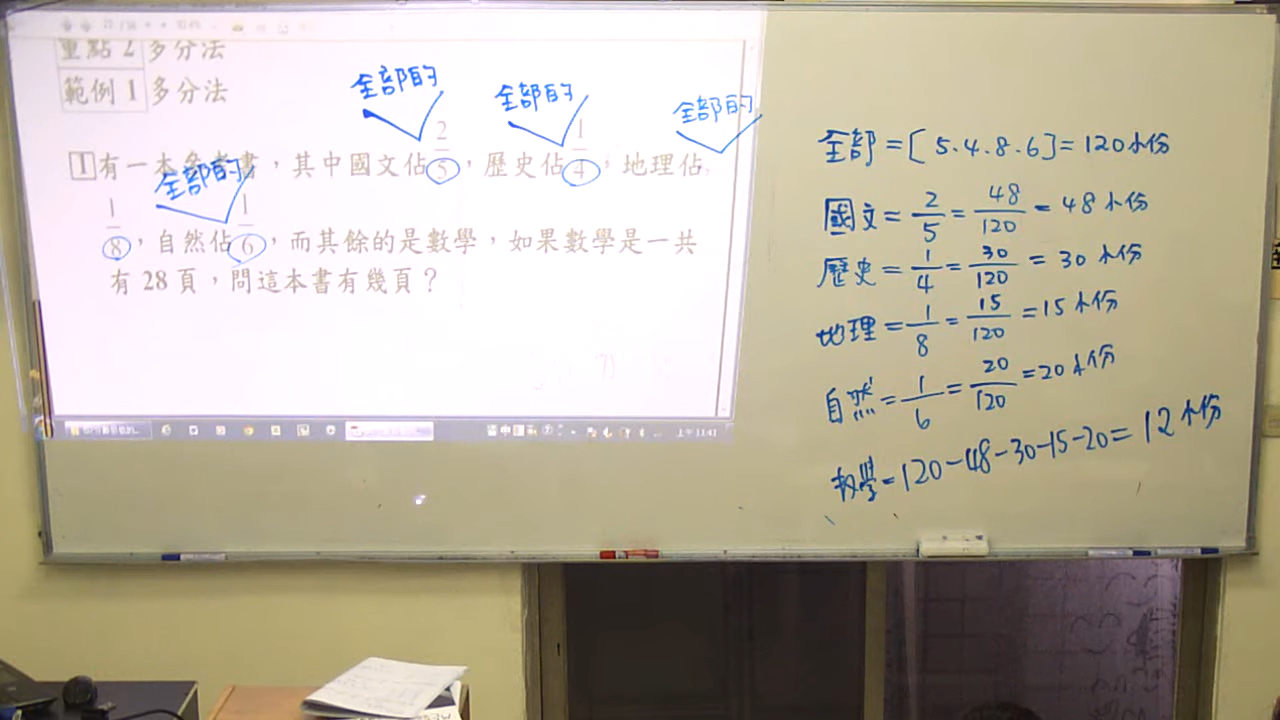 重點 2 多分法
範例 1 多分法
全部的 全部的 全部的
1 有一本參考書,其中國文佔 2/5,歷史佔 1/4,地理佔
全部的
1/8,自然佔 1/6,而其餘的是數學,如果數學是一共
有 28 頁,問這本書有幾頁?
上午 11:41
全部 = [ 5.4.8.6 ] = 120小份
國文 = 2/5 = 48/120 = 48小份
歷史 = 1/4 = 30/120 = 30小份
地理 = 1/8 = 15/120 = 15小份
自然 = 1/6 = 20/120 = 20小份
數學 = 120-48-30-15-20 = 12小份